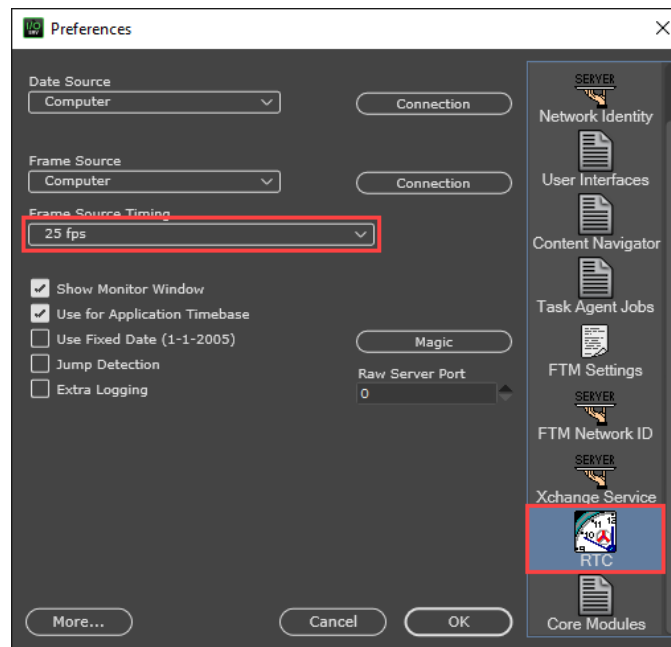 Preferences
Date Source
Computer
Connection
Frame Source
Computer
Connection
Frame Source Timing
25 fps
Show Monitor Window
Use for Application Timebase
Use Fixed Date (1-1-2005)
Magic
Jump Detection
Raw Server Port
Extra Logging
0
More...
Cancel
OK
SERVER
Network Identity
User Interfaces
Content Navigator
Task Agent Jobs
FTM Settings
SERVER
FTM Network ID
SERVER
Xchange Service
RTC
Core Modules